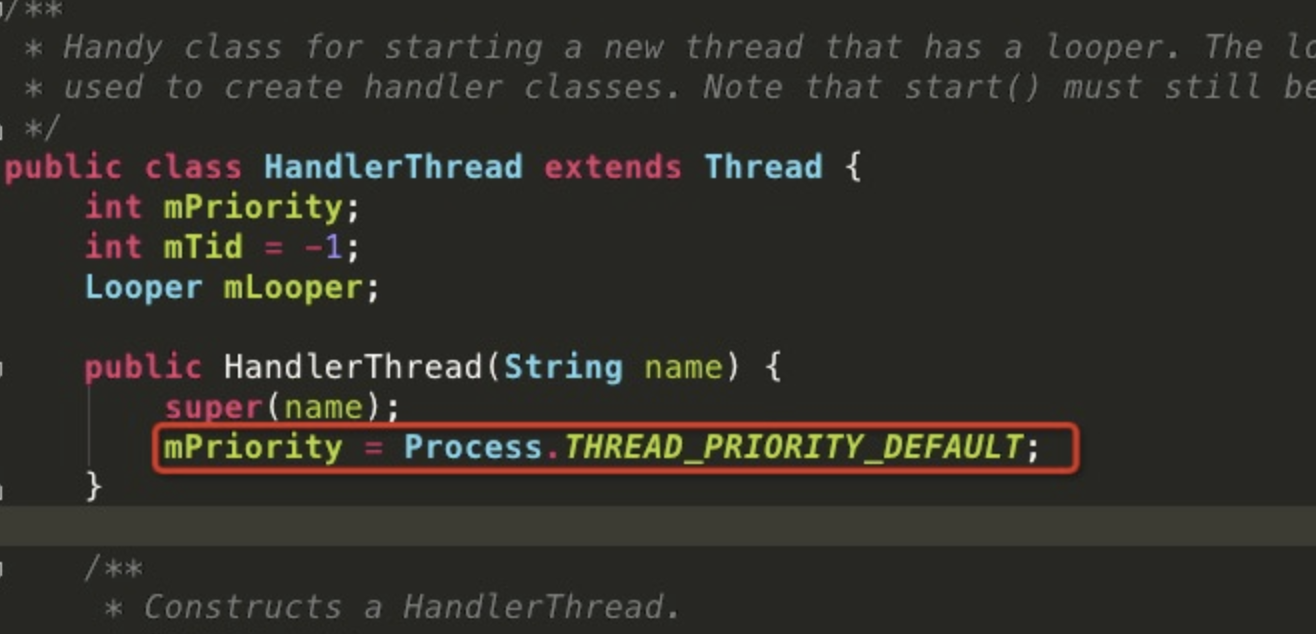 /**
* Handy class for starting a new thread that has a looper. The
* used to create handler classes. Note that start() must still
*/
public class HandlerThread extends Thread {
int mPriority;
int mTid = -1;
Looper mLooper;
public HandlerThread(String name) {
super(name);
mPriority = Process.THREAD_PRIORITY_DEFAULT;
}
/**
* Constructs a HandlerThread.